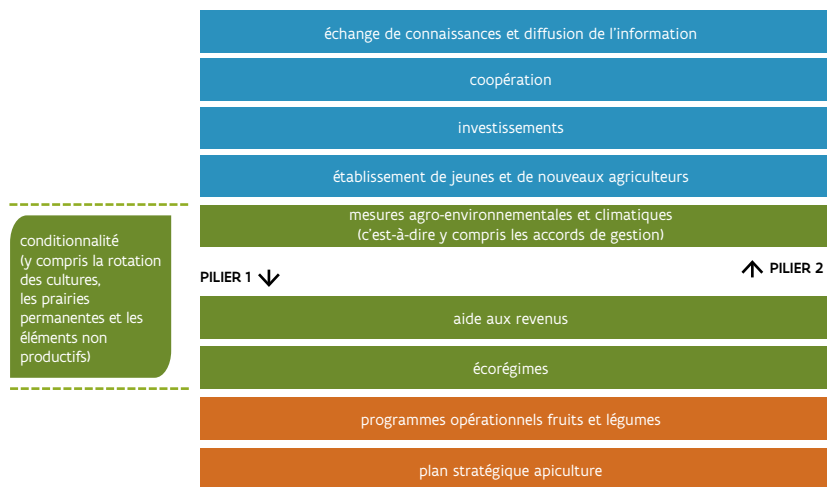 échange de connaissances et diffusion de l'information
coopération
investissements
établissement de jeunes et de nouveaux agriculteurs
mesures agro-environnementales et climatiques
(c'est-à-dire y compris les accords de gestion)
conditionnalité
(y compris la rotation
des cultures,
les prairies
permanentes et les
éléments non
productifs)
PILIER 1
PILIER 2
aide aux revenus
écorégimes
programmes opérationnels fruits et légumes
plan stratégique apiculture